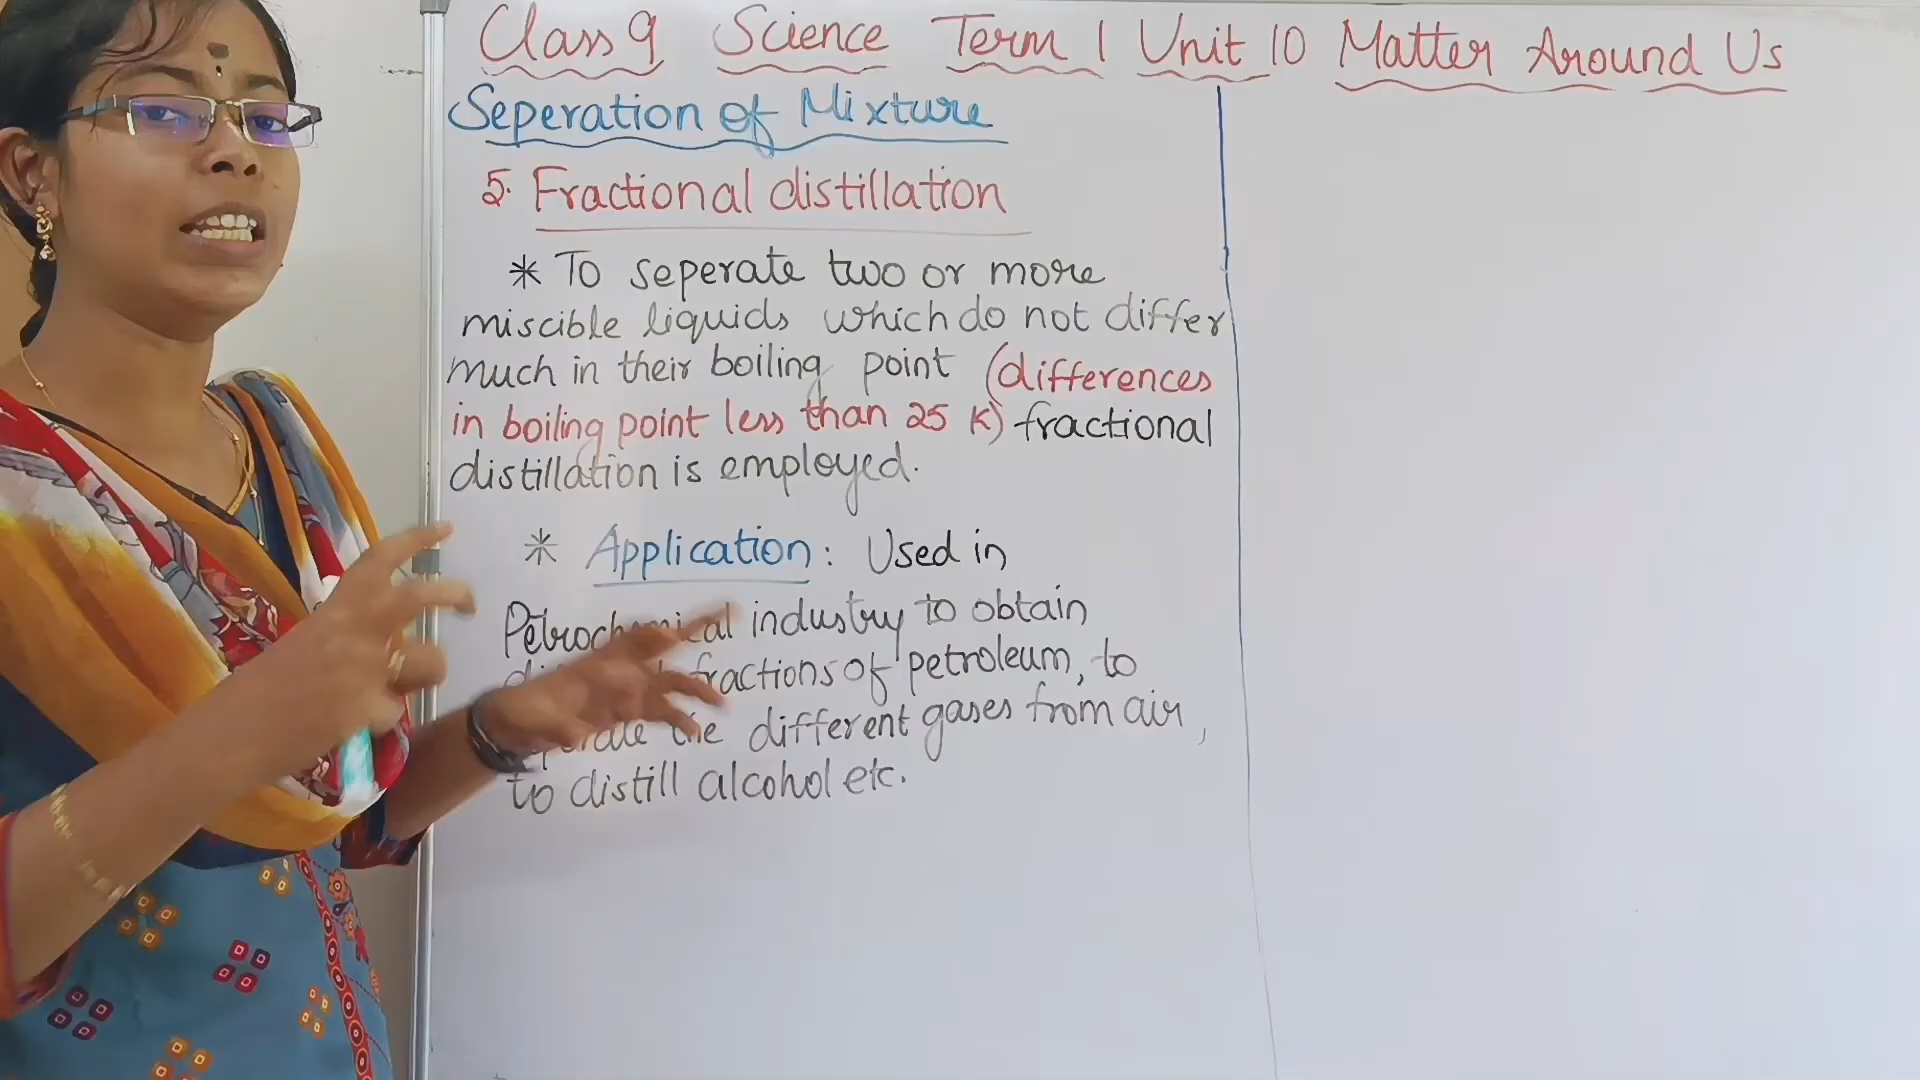 Class 9 Science Term 1 Unit 10 Matter Around Us
Seperation of Mixture
5. Fractional distillation
* To seperate two or more
miscible liquids which do not differ
much in their boiling point (differences
in boiling point less than 25 K) fractional
distillation is employed.
* Application: Used in
Petrochemical industry to obtain
fractions of petroleum, to
the different gases from air,
to distill alcohol etc.